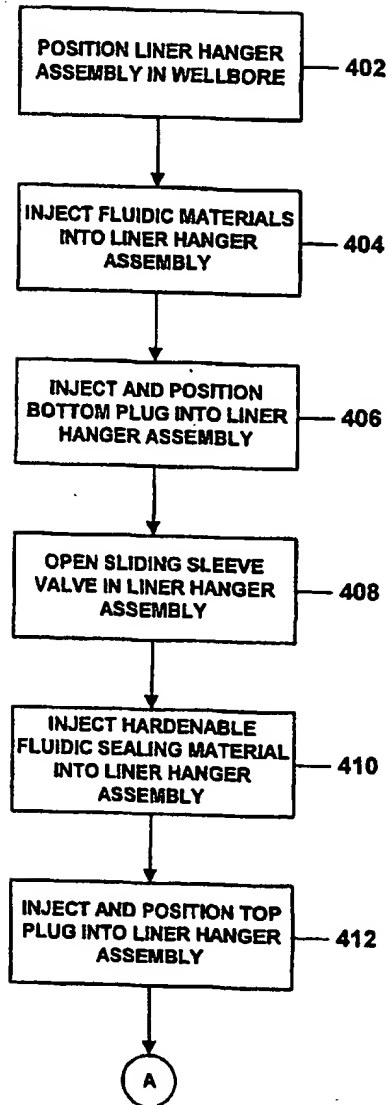 POSITION LINER HANGER
ASSEMBLY IN WELLBORE
402
INJECT FLUIDIC MATERIALS
INTO LINER HANGER
ASSEMBLY
404
INJECT AND POSITION
BOTTOM PLUG INTO LINER
HANGER ASSEMBLY
406
OPEN SLIDING SLEEVE
VALVE IN LINER HANGER
ASSEMBLY
408
INJECT HARDENABLE
FLUIDIC SEALING MATERIAL
INTO LINER HANGER
ASSEMBLY
410
INJECT AND POSITION TOP
PLUG INTO LINER HANGER
ASSEMBLY
412
A